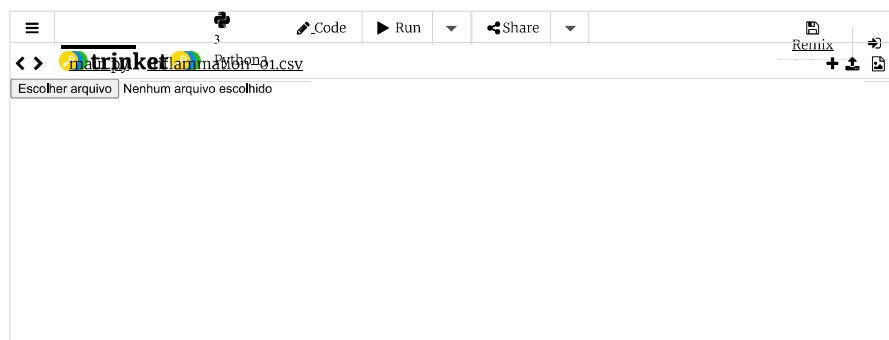 Code
Run
Share
Remix
3
Python3
trinket
main.py
inflammation-01.csv
Escolher arquivo Nenhum arquivo escolhido